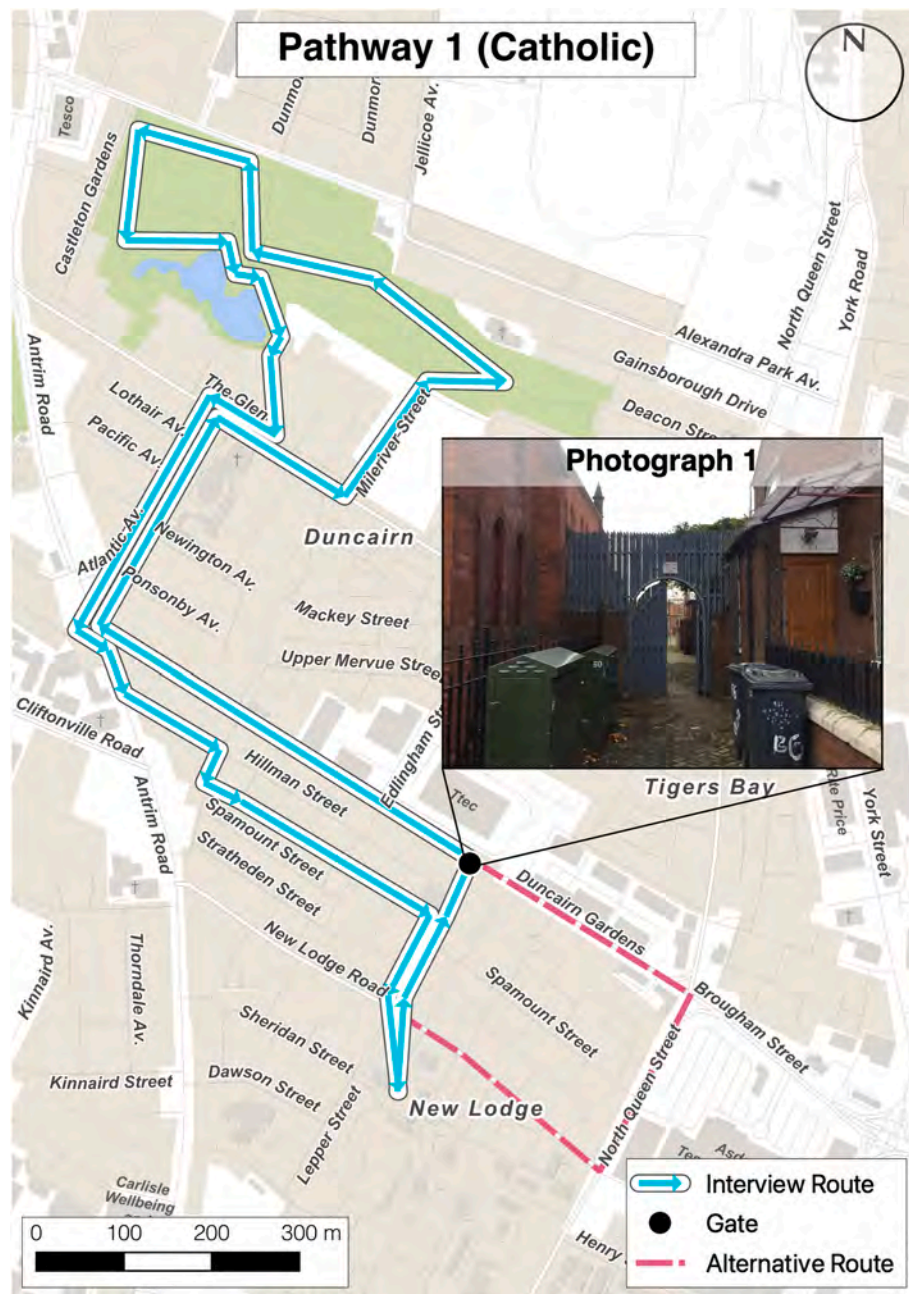 Pathway 1 (Catholic)
N
Tesco
Castleton Gardens
Jellicoe Av.
North Queen Street
York Road
Antrim Road
Alexandra Park Av.
Gainsborough Drive
The Glen
Lothair Av.
Pacific Av.
Mileriver Street
Photograph 1
Duncairn
Atlantic Av.
Newington Av.
Ponsonby Av.
Mackey Street
Upper Mervue Street
Cliftonville Road
Hillman Street
Ttec
Tigers Bay
York Street
Antrim Road
Spamount Street
Stratheden Street
Duncairn Gardens
New Lodge Road
Kinnaird Av.
Thorndale Av.
Spamount Street
Brougham Street
Sheridan Street
Kinnaird Street
Dawson Street
Lepper Street
New Lodge
North Queen Street
Carlisle
Wellbeing
Interview Route
Gate
Alternative Route
0 100 200 300 m
B6